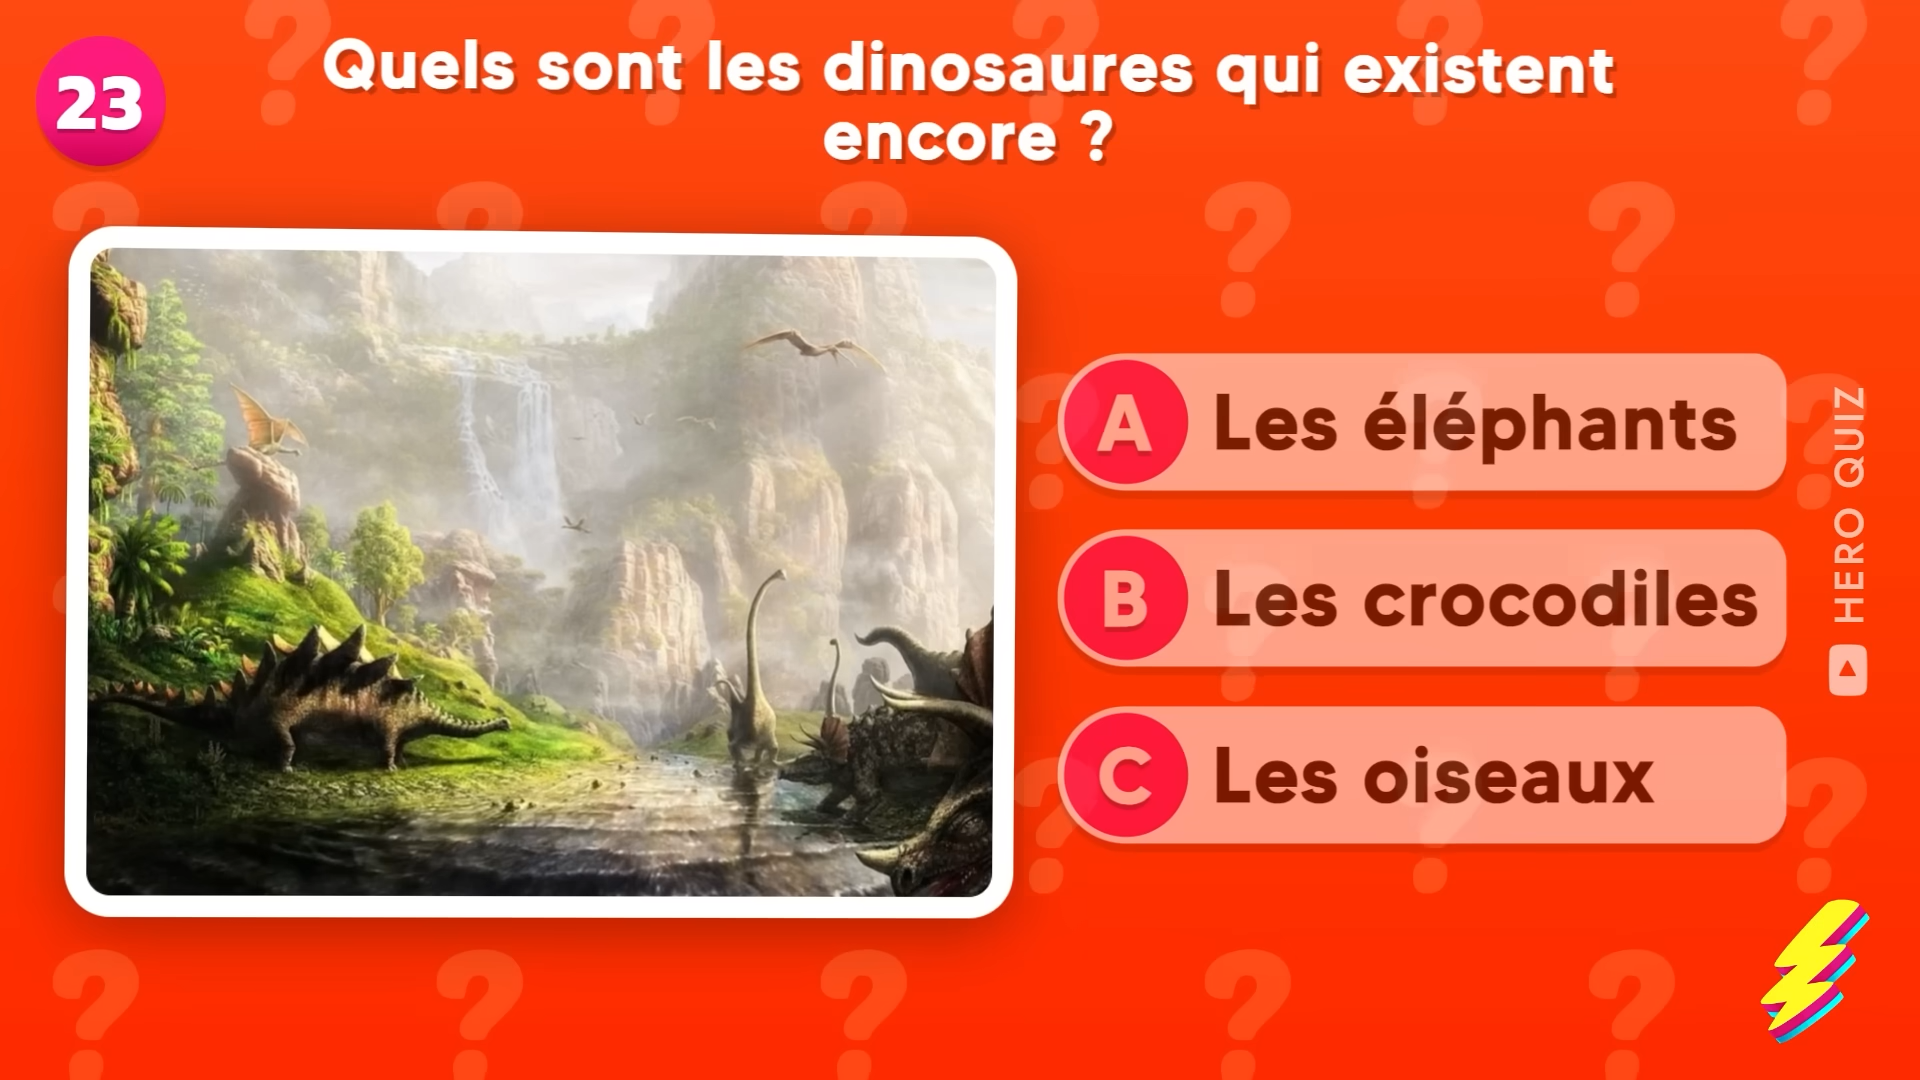 23
Quels sont les dinosaures qui existent
encore ?
A Les éléphants
B Les crocodiles
C Les oiseaux
HERO QUIZ